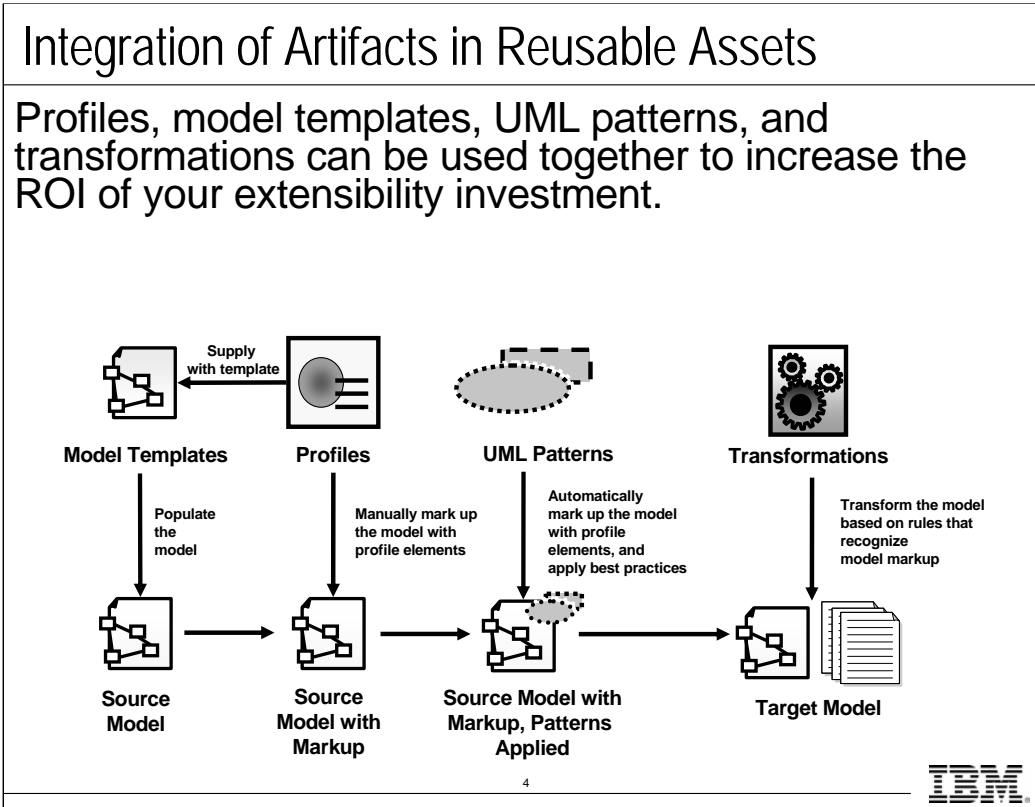 Integration of Artifacts in Reusable Assets
Profiles, model templates, UML patterns, and
transformations can be used together to increase the
ROI of your extensibility investment.
Supply
with template
Model Templates
Profiles
UML Patterns
Transformations
Populate
the
model
Manually mark up
the model with
profile elements
Automatically
mark up the model
with profile
elements, and
apply best practices
Transform the model
based on rules that
recognize
model markup
Source
Model
Source
Model with
Markup
Source Model with
Markup, Patterns
Applied
Target Model
4
IBM®